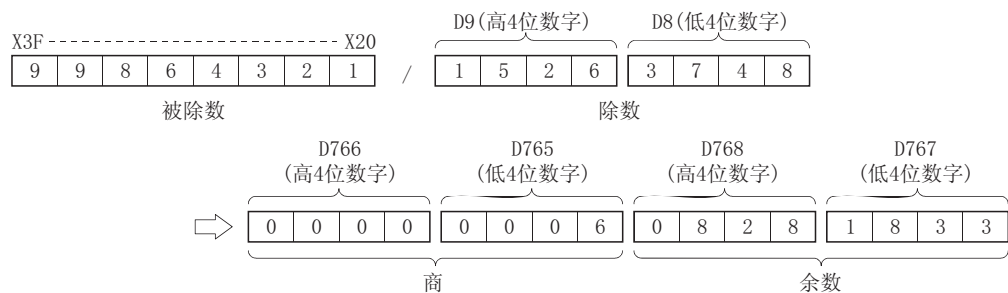 D9(高4位数字) D8(低4位数字)
X3F X20
9 9 8 6 4 3 2 1 / 1 5 2 6 3 7 4 8
被除数 除数
D766 D765 D768 D767
(高4位数字) (低4位数字) (高4位数字) (低4位数字)
0 0 0 0 0 0 0 6 0 8 2 8 1 8 3 3
商 余数